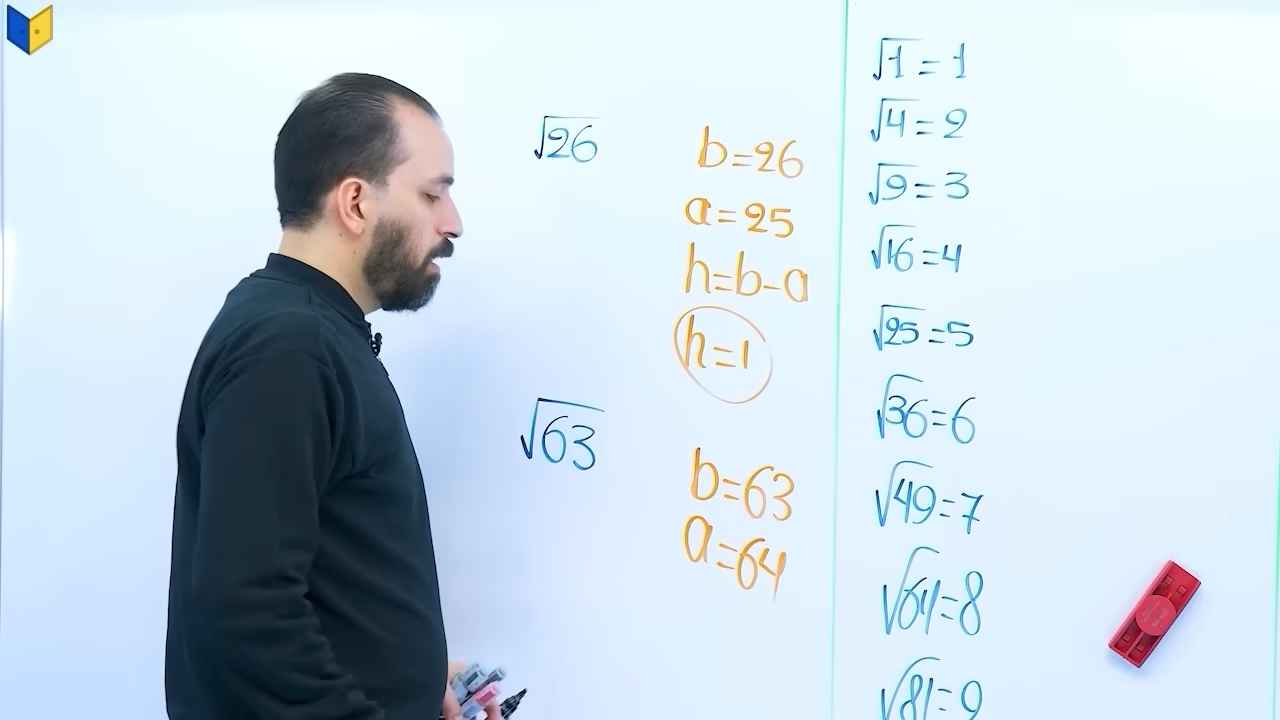 √26
b=26
a=25
h=b-a
h=1
√63
b=63
a=64
√1=1
√4=2
√9=3
√16=4
√25=5
√36=6
√49=7
√64=8
√81=9